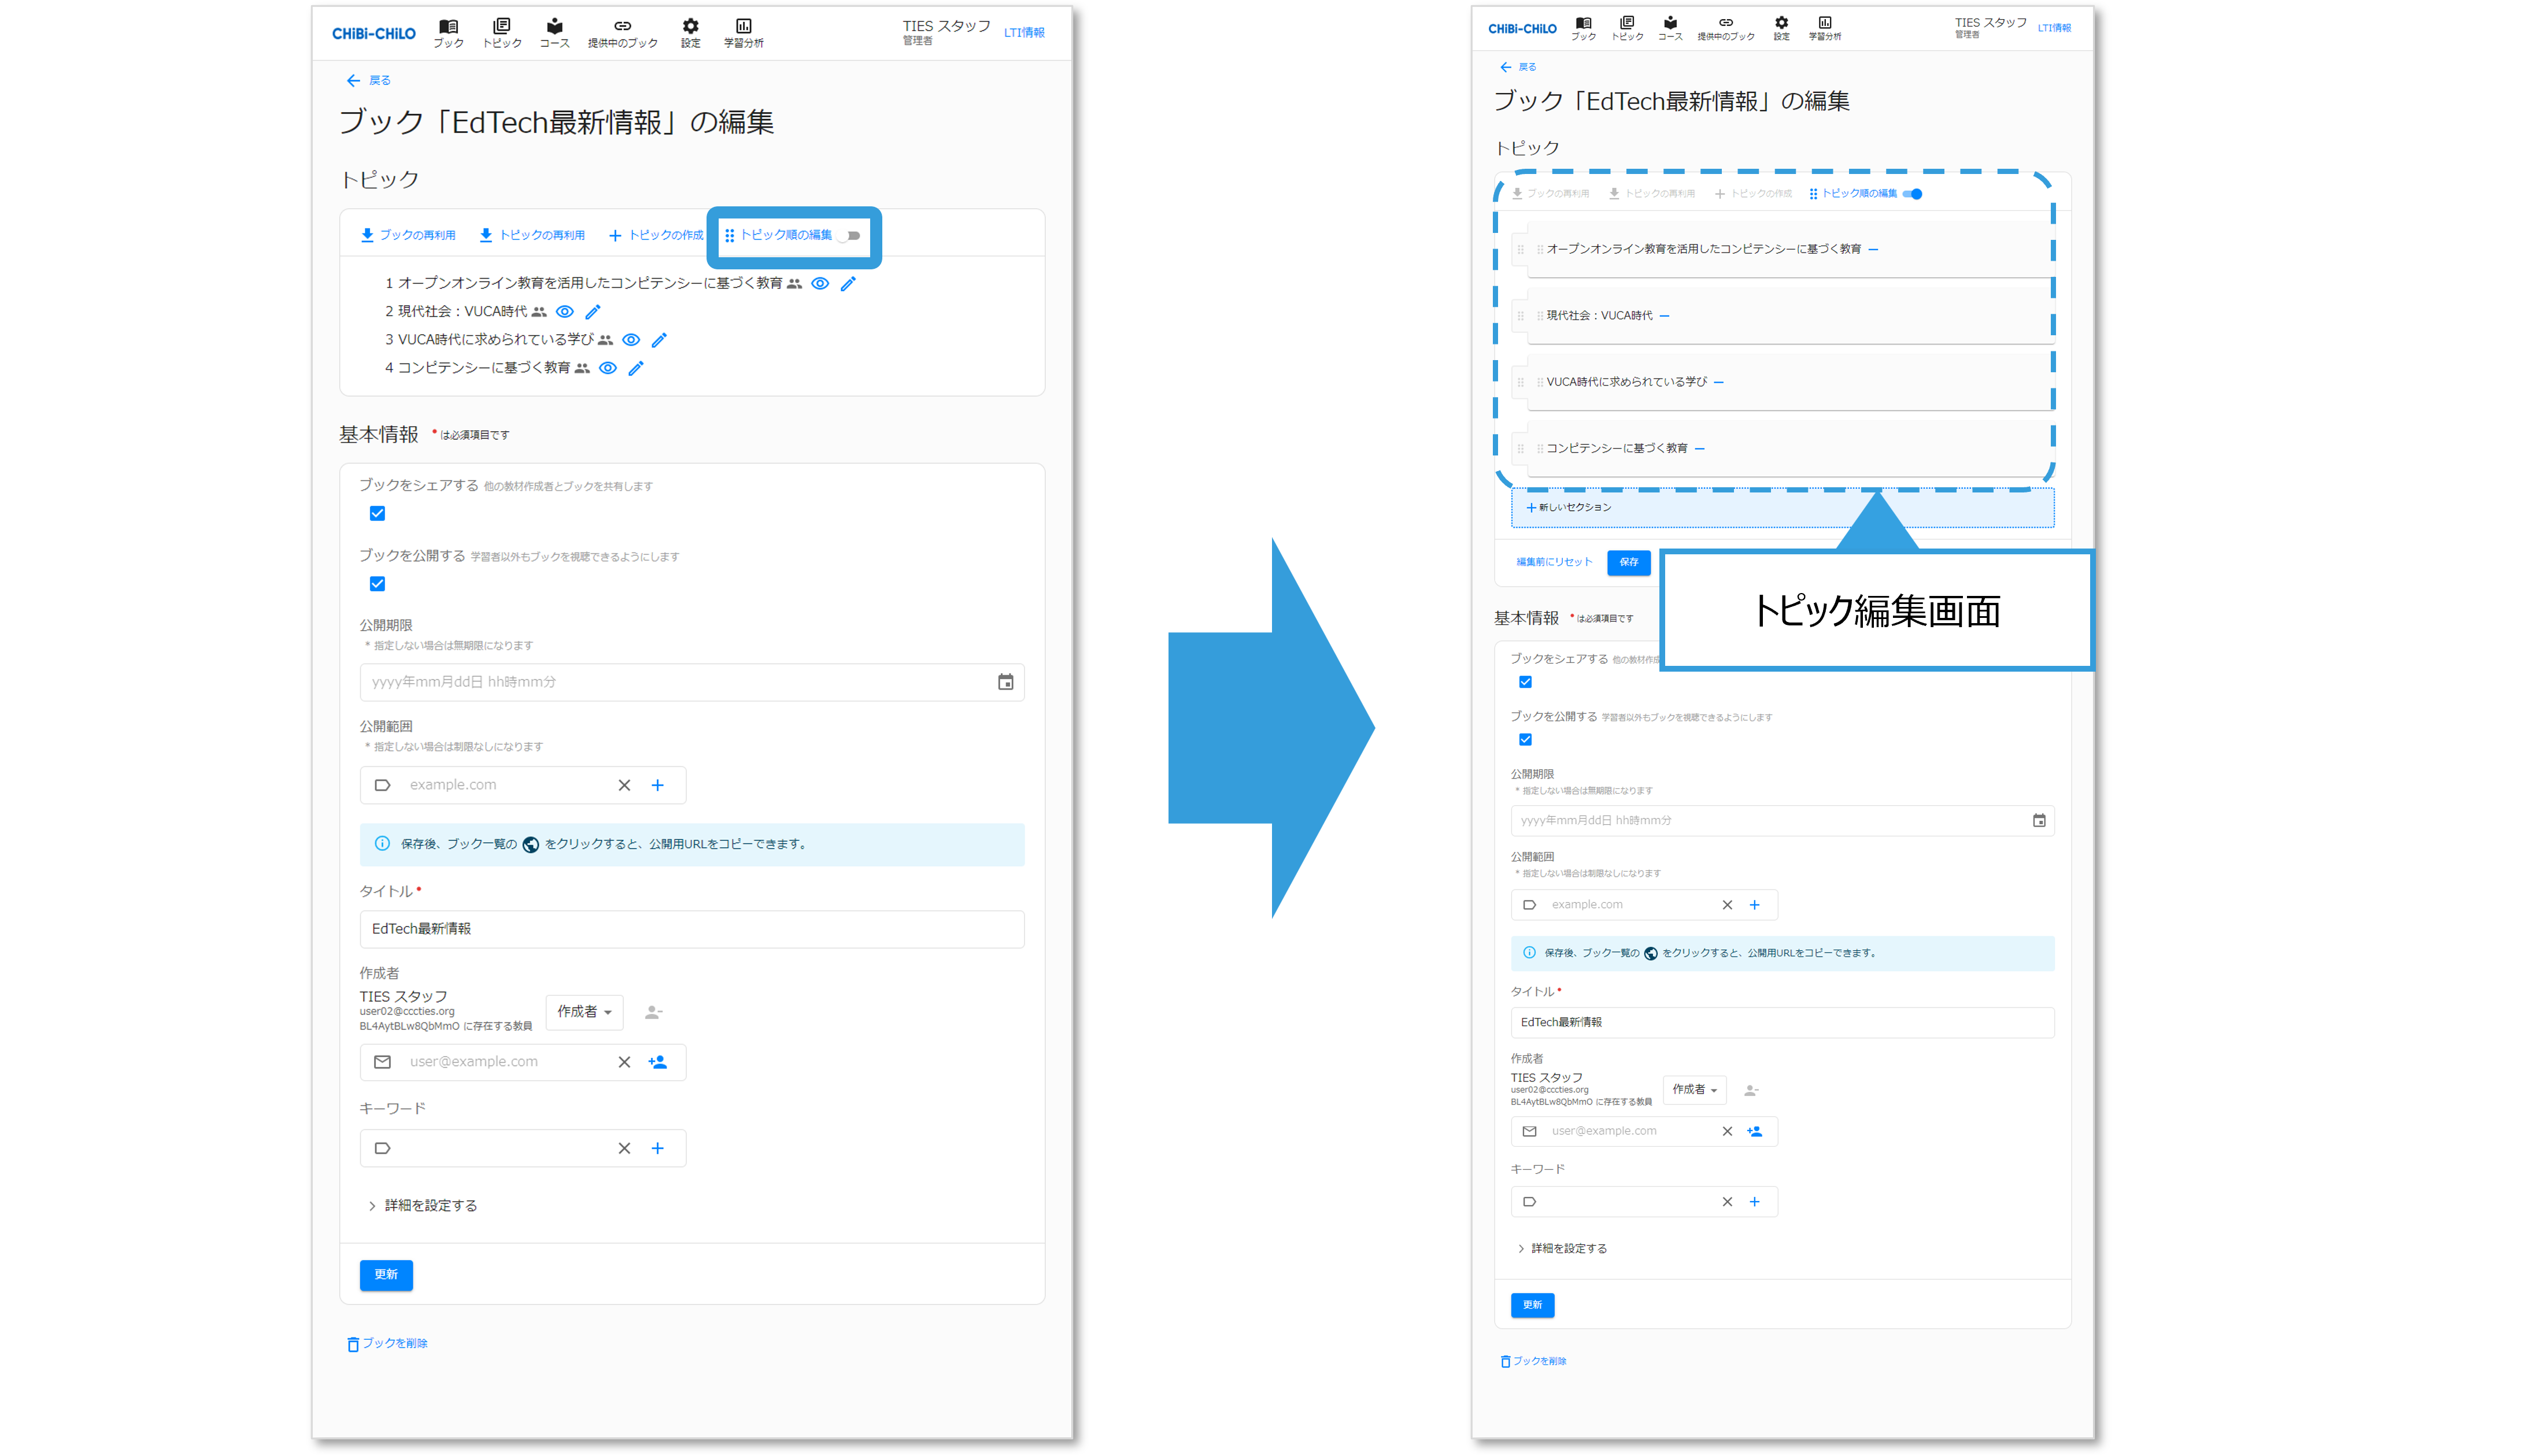 CHiBi-CHiLO ブック トピック コース 提供中のブック 設定 学習分析 TIES スタッフ 管理者 LTI情報
戻る
ブック「EdTech最新情報」の編集
トピック
ブックの再利用 トピックの再利用 トピックの作成 トピック順の編集
1 オープンオンライン教育を活用したコンピテンシーに基づく教育
2 現代社会：VUCA時代
3 VUCA時代に求められている学び
4 コンピテンシーに基づく教育
基本情報 * は必須項目です
ブックをシェアする 他の教材作成者とブックを共有します
ブックを公開する 学習者以外もブックを視聴できるようにします
公開期限
* 指定しない場合は無期限になります
yyyy年mm月dd日 hh時mm分
公開範囲
* 指定しない場合は制限なしになります
example.com
保存後、ブック一覧の をクリックすると、公開用URLをコピーできます。
タイトル *
EdTech最新情報
作成者
TIES スタッフ
user02@cccties.org
BL4AytBLw8QbMmO に存在する教員
作成者
user@example.com
キーワード
詳細を設定する
更新
ブックを削除
CHiBi-CHiLO ブック トピック コース 提供中のブック 設定 学習分析 TIES スタッフ 管理者 LTI情報
戻る
ブック「EdTech最新情報」の編集
トピック
ブックの再利用 トピックの再利用 トピックの作成 トピック順の編集
オープンオンライン教育を活用したコンピテンシーに基づく教育
現代社会：VUCA時代
VUCA時代に求められている学び
コンピテンシーに基づく教育
新しいセクション
編集前にリセット 保存
トピック編集画面
基本情報 * は必須項目です
ブックをシェアする 他の教材作成
ブックを公開する 学習者以外もブックを視聴できるようにします
公開期限
* 指定しない場合は無期限になります
yyyy年mm月dd日 hh時mm分
公開範囲
* 指定しない場合は制限なしになります
example.com
保存後、ブック一覧の をクリックすると、公開用URLをコピーできます。
タイトル *
EdTech最新情報
作成者
TIES スタッフ
user02@cccties.org
BL4AytBLw8QbMmO に存在する教員
作成者
user@example.com
キーワード
詳細を設定する
更新
ブックを削除